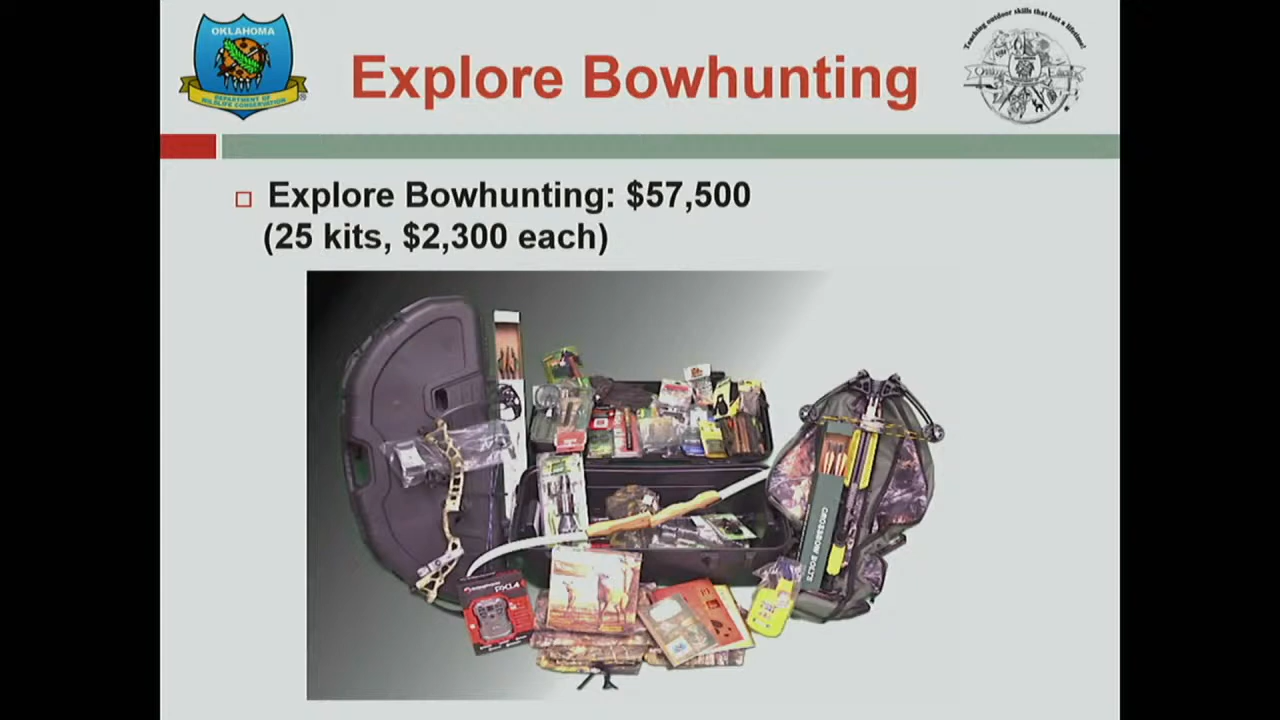 OKLAHOMA
DEPARTMENT OF
WILDLIFE CONSERVATION
Explore Bowhunting
Teaching outdoor skills that last a lifetime!
Explore Bowhunting: $57,500
(25 kits, $2,300 each)
CROSSBOW BOLTS
PX14